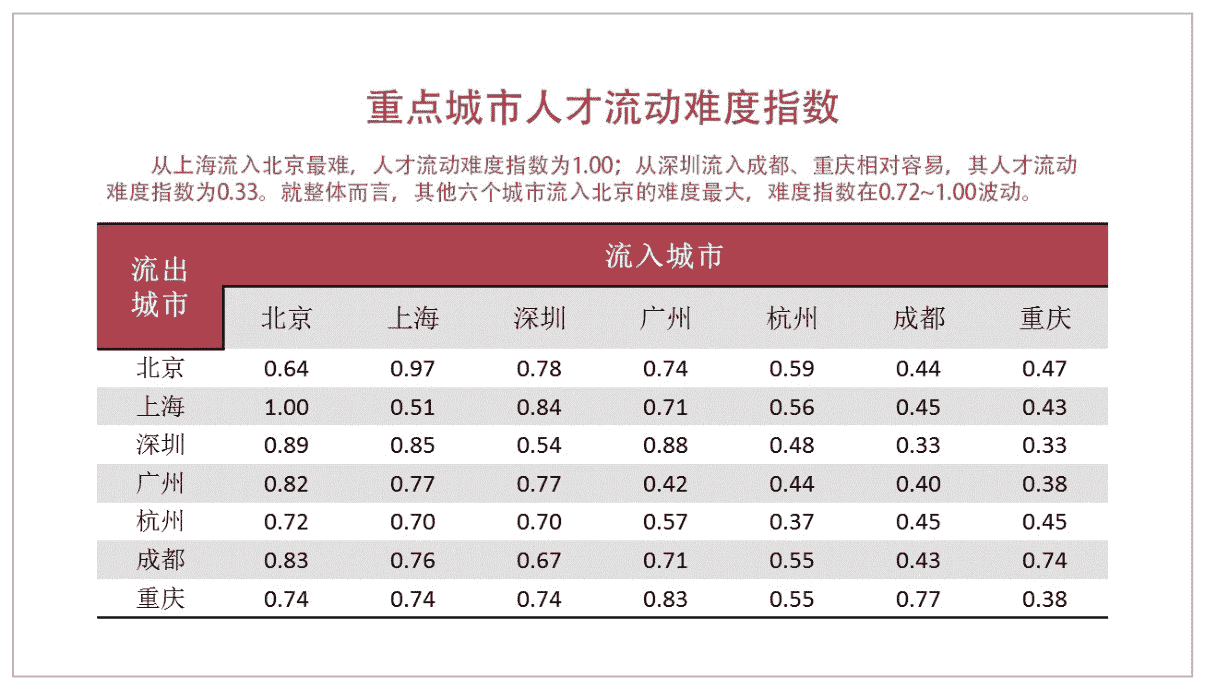 重点城市人才流动难度指数
从上海流入北京最难，人才流动难度指数为1.00；从深圳流入成都、重庆相对容易，其人才流动
难度指数为0.33。就整体而言，其他六个城市流入北京的难度最大，难度指数在0.72~1.00波动。
流出城市 流入城市
北京 上海 深圳 广州 杭州 成都 重庆
北京 0.64 0.97 0.78 0.74 0.59 0.44 0.47
上海 1.00 0.51 0.84 0.71 0.56 0.45 0.43
深圳 0.89 0.85 0.54 0.88 0.48 0.33 0.33
广州 0.82 0.77 0.77 0.42 0.44 0.40 0.38
杭州 0.72 0.70 0.70 0.57 0.37 0.45 0.45
成都 0.83 0.76 0.67 0.71 0.55 0.43 0.74
重庆 0.74 0.74 0.74 0.83 0.55 0.77 0.38